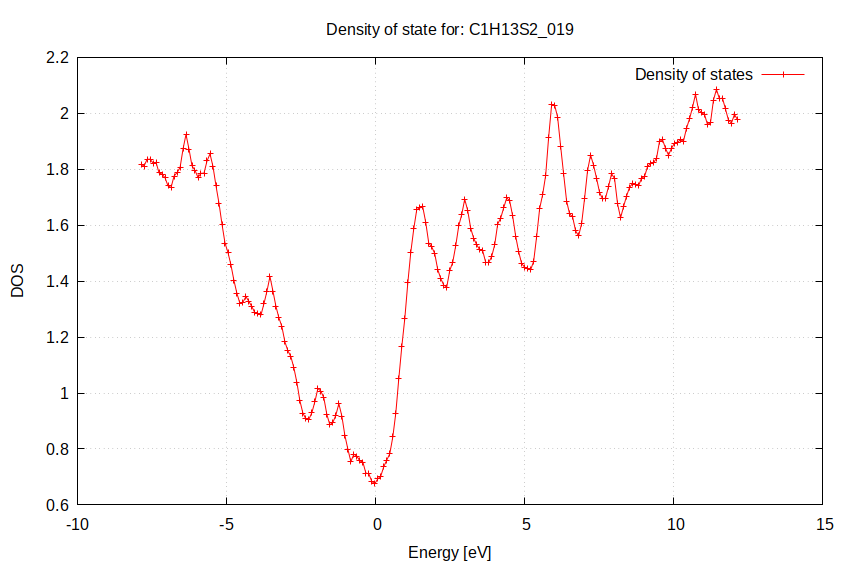 Density of state for: C1H13S2_019
Density of states
2.2
2
1.8
1.6
1.4
1.2
1
0.8
0.6
DOS
-10 -5 0 5 10 15
Energy [eV]